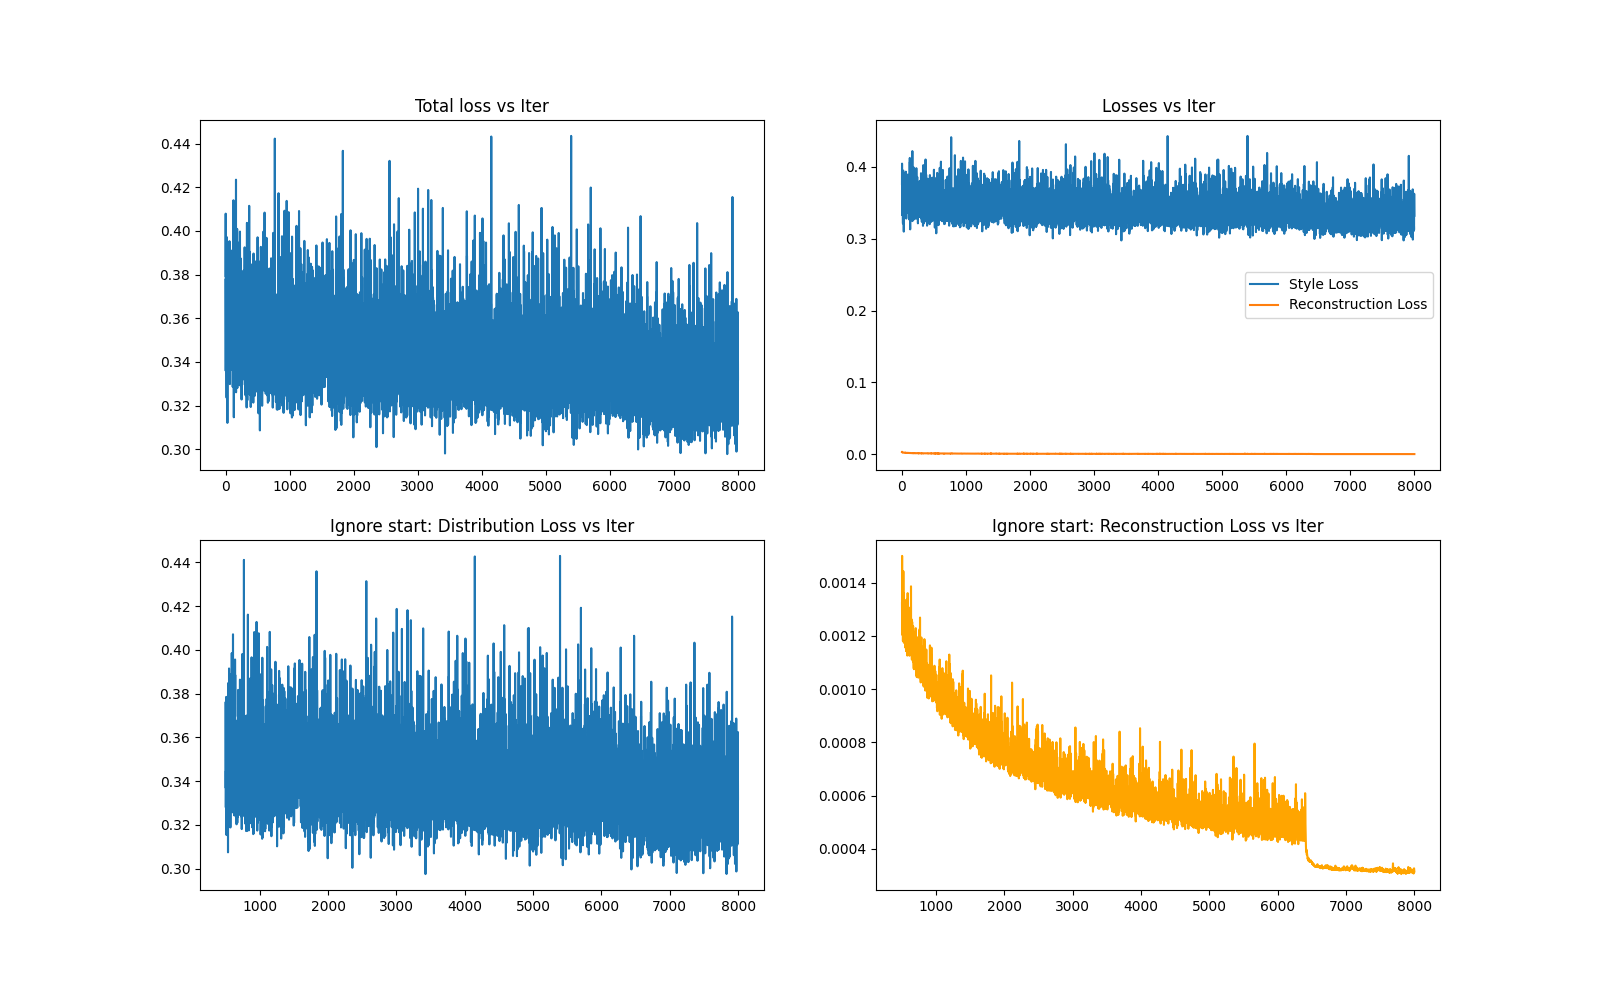 Total loss vs Iter
0.44
0.42
0.40
0.38
0.36
0.34
0.32
0.30
0 1000 2000 3000 4000 5000 6000 7000 8000
Losses vs Iter
0.4
0.3
0.2
0.1
0.0
Style Loss
Reconstruction Loss
0 1000 2000 3000 4000 5000 6000 7000 8000
Ignore start: Distribution Loss vs Iter
0.44
0.42
0.40
0.38
0.36
0.34
0.32
0.30
1000 2000 3000 4000 5000 6000 7000 8000
Ignore start: Reconstruction Loss vs Iter
0.0014
0.0012
0.0010
0.0008
0.0006
0.0004
1000 2000 3000 4000 5000 6000 7000 8000